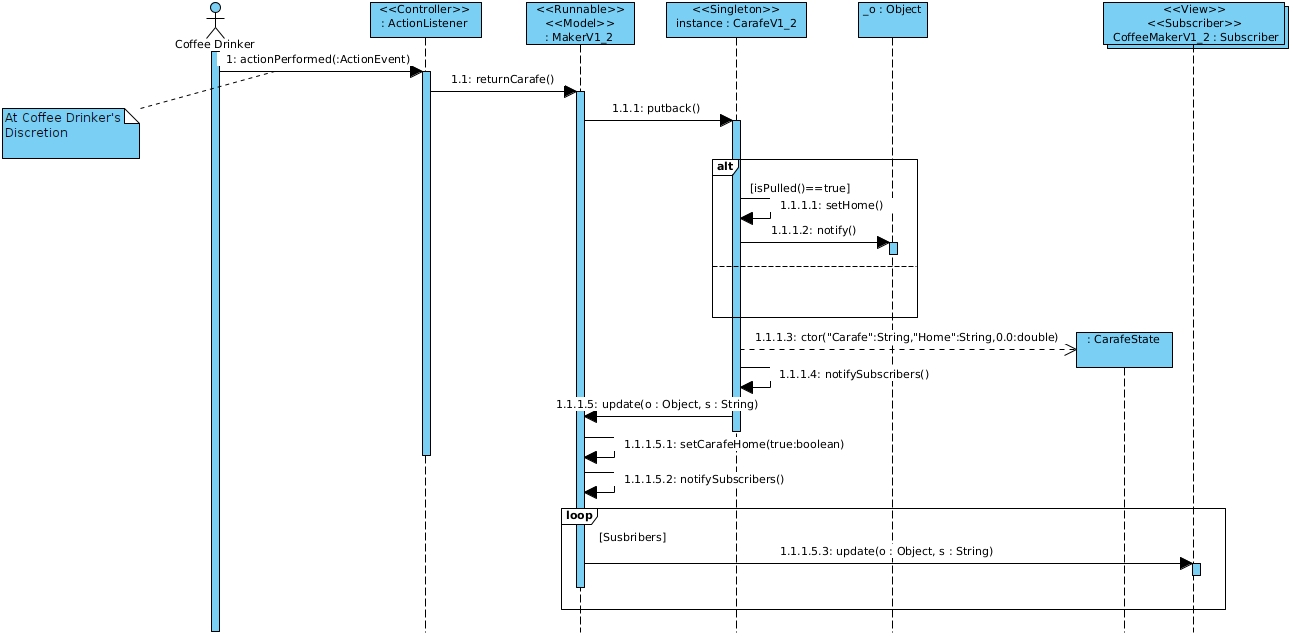 <<Controller>>
: ActionListener
<<Runnable>>
<<Model>>
: MakerV1_2
<<Singleton>>
instance : CarafeV1_2
_o : Object
<<View>>
<<Subscriber>>
CoffeeMakerV1_2 : Subscriber
Coffee Drinker
1: actionPerformed(:ActionEvent)
1.1: returnCarafe()
1.1.1: putback()
At Coffee Drinker's
Discretion
alt
[isPulled()==true]
1.1.1.1: setHome()
1.1.1.2: notify()
1.1.1.3: ctor("Carafe":String,"Home":String,0.0:double)
: CarafeState
1.1.1.4: notifySubscribers()
1.1.1.5: update(o : Object, s : String)
1.1.1.5.1: setCarafeHome(true:boolean)
1.1.1.5.2: notifySubscribers()
loop
[Susbribers]
1.1.1.5.3: update(o : Object, s : String)